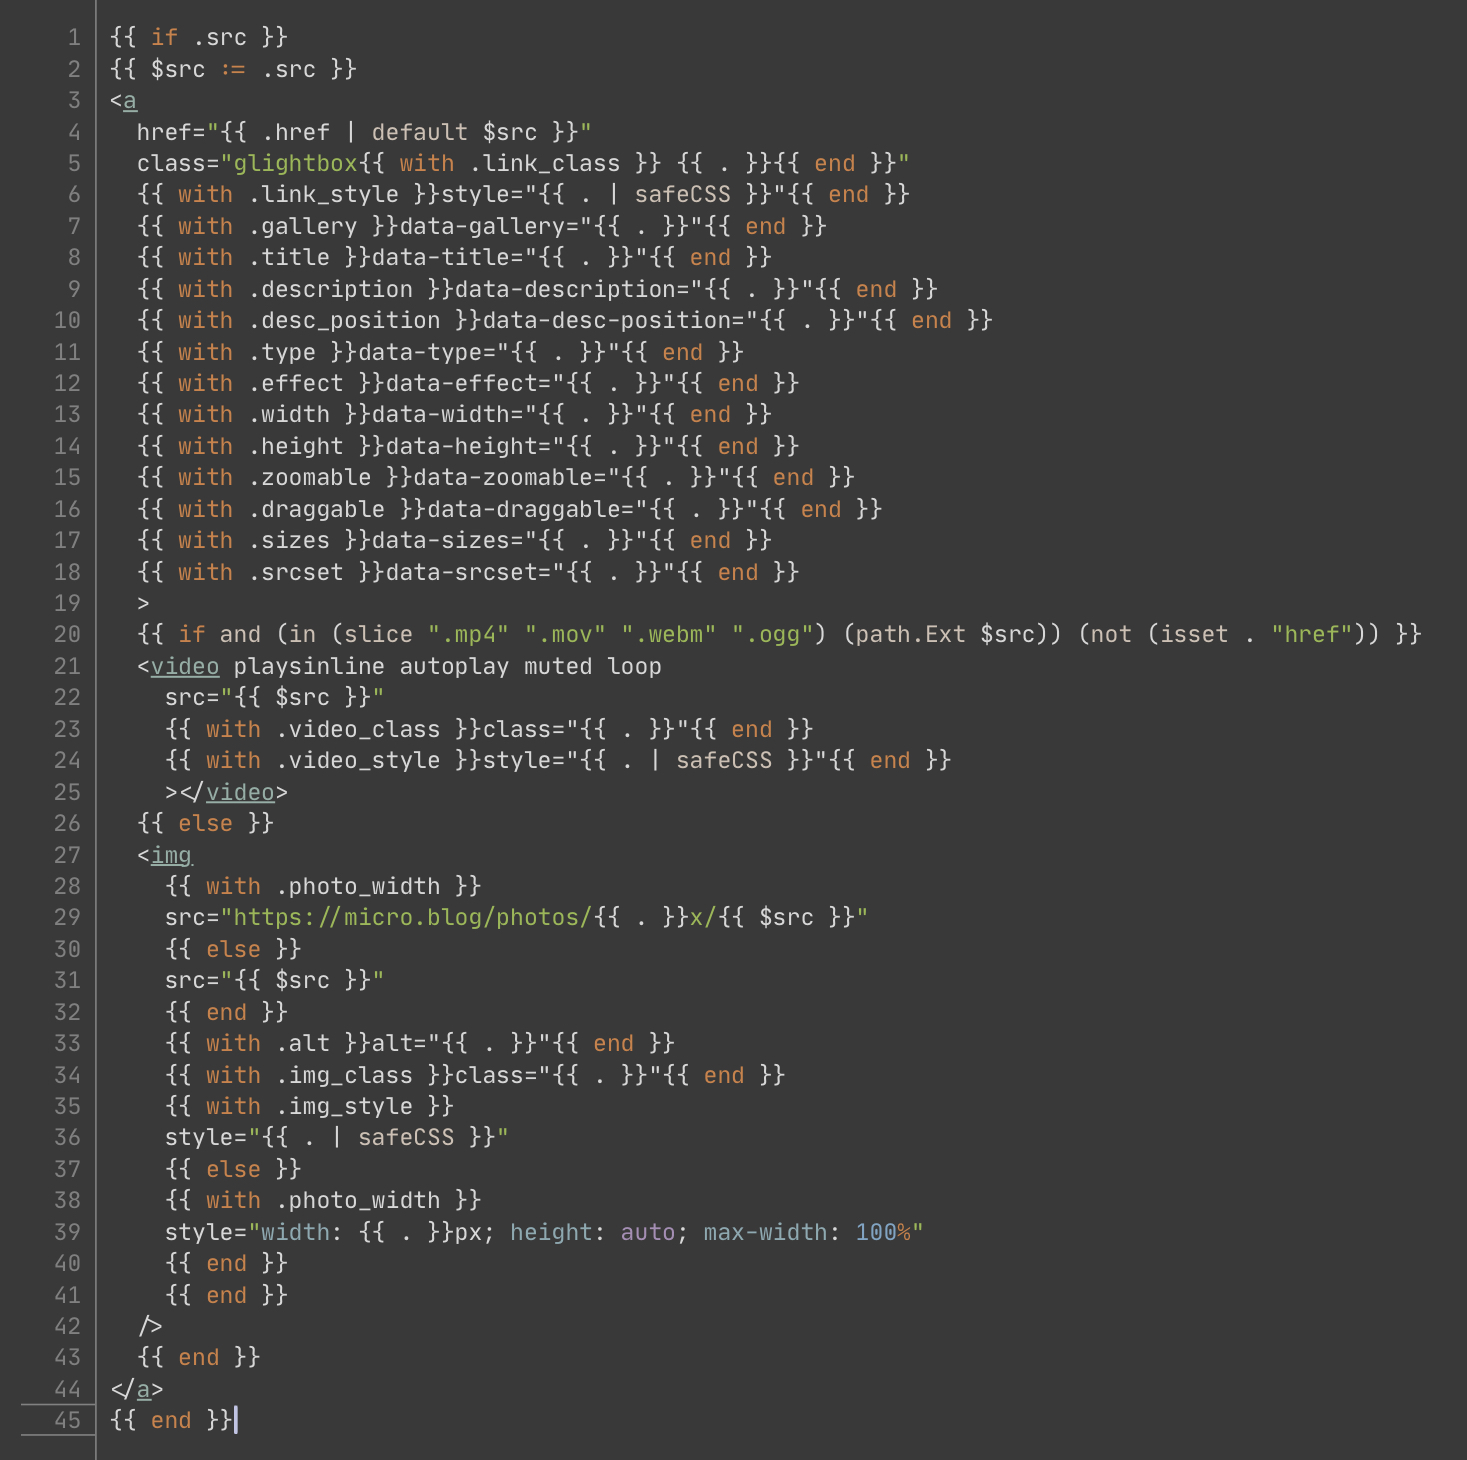 1 {{ if .src }}
2 {{ $src := .src }}
3 <a
4   href="{{ .href | default $src }}"
5   class="glightbox{{ with .link_class }} {{ . }}{{ end }}"
6   {{ with .link_style }}style="{{ . | safeCSS }}"{{ end }}
7   {{ with .gallery }}data-gallery="{{ . }}"{{ end }}
8   {{ with .title }}data-title="{{ . }}"{{ end }}
9   {{ with .description }}data-description="{{ . }}"{{ end }}
10   {{ with .desc_position }}data-desc-position="{{ . }}"{{ end }}
11   {{ with .type }}data-type="{{ . }}"{{ end }}
12   {{ with .effect }}data-effect="{{ . }}"{{ end }}
13   {{ with .width }}data-width="{{ . }}"{{ end }}
14   {{ with .height }}data-height="{{ . }}"{{ end }}
15   {{ with .zoomable }}data-zoomable="{{ . }}"{{ end }}
16   {{ with .draggable }}data-draggable="{{ . }}"{{ end }}
17   {{ with .sizes }}data-sizes="{{ . }}"{{ end }}
18   {{ with .srcset }}data-srcset="{{ . }}"{{ end }}
19   >
20   {{ if and (in (slice ".mp4" ".mov" ".webm" ".ogg") (path.Ext $src)) (not (isset . "href")) }}
21   <video playsinline autoplay muted loop
22     src="{{ $src }}"
23     {{ with .video_class }}class="{{ . }}"{{ end }}
24     {{ with .video_style }}style="{{ . | safeCSS }}"{{ end }}
25     ></video>
26   {{ else }}
27   <img
28     {{ with .photo_width }}
29     src="https://micro.blog/photos/{{ . }}x/{{ $src }}"
30     {{ else }}
31     src="{{ $src }}"
32     {{ end }}
33     {{ with .alt }}alt="{{ . }}"{{ end }}
34     {{ with .img_class }}class="{{ . }}"{{ end }}
35     {{ with .img_style }}
36     style="{{ . | safeCSS }}"
37     {{ else }}
38     {{ with .photo_width }}
39     style="width: {{ . }}px; height: auto; max-width: 100%"
40     {{ end }}
41     {{ end }}
42   />
43   {{ end }}
44 </a>
45 {{ end }}